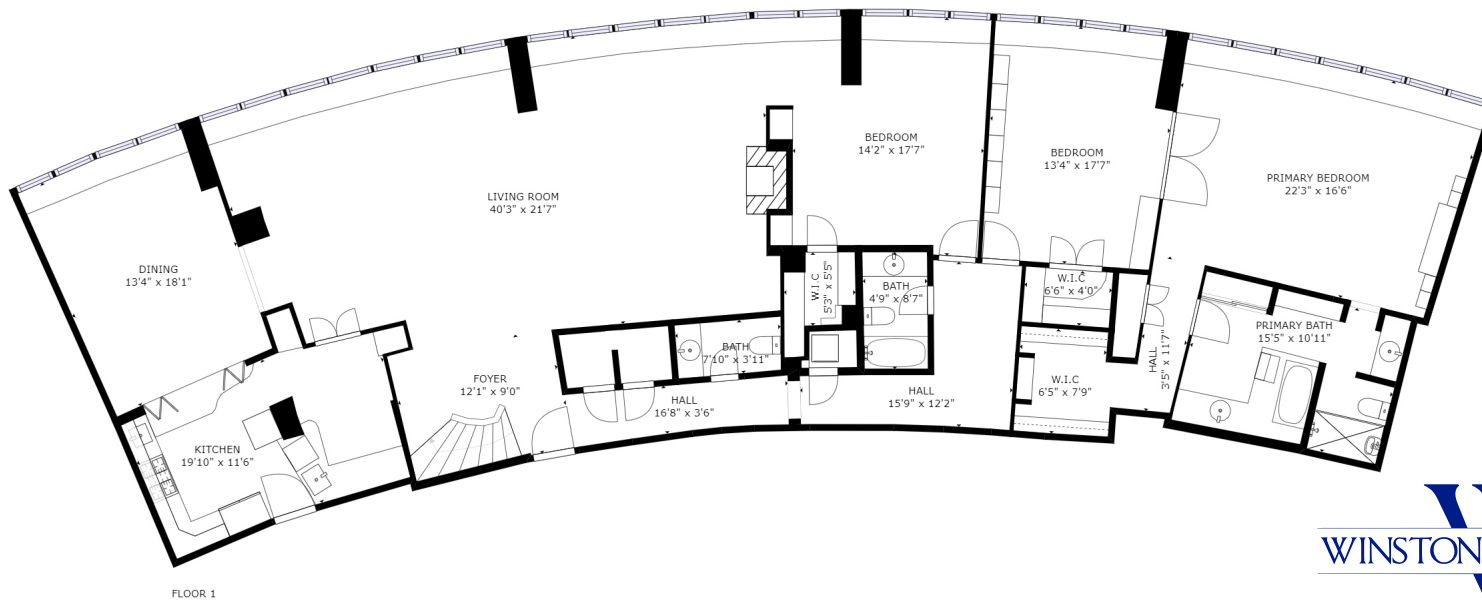 DINING
13'4" x 18'1"
LIVING ROOM
40'3" x 21'7"
BEDROOM
14'2" x 17'7"
BEDROOM
13'4" x 17'7"
PRIMARY BEDROOM
22'3" x 16'6"
W.I.C
5'3" x 5'5"
BATH
4'9" x 8'7"
W.I.C
6'6" x 4'0"
PRIMARY BATH
15'5" x 10'11"
BATH
7'10" x 3'11"
HALL
3'5" x 11'7"
FOYER
12'1" x 9'0"
HALL
16'8" x 3'6"
HALL
15'9" x 12'2"
W.I.C
6'5" x 7'9"
KITCHEN
19'10" x 11'6"
WINSTON
FLOOR 1